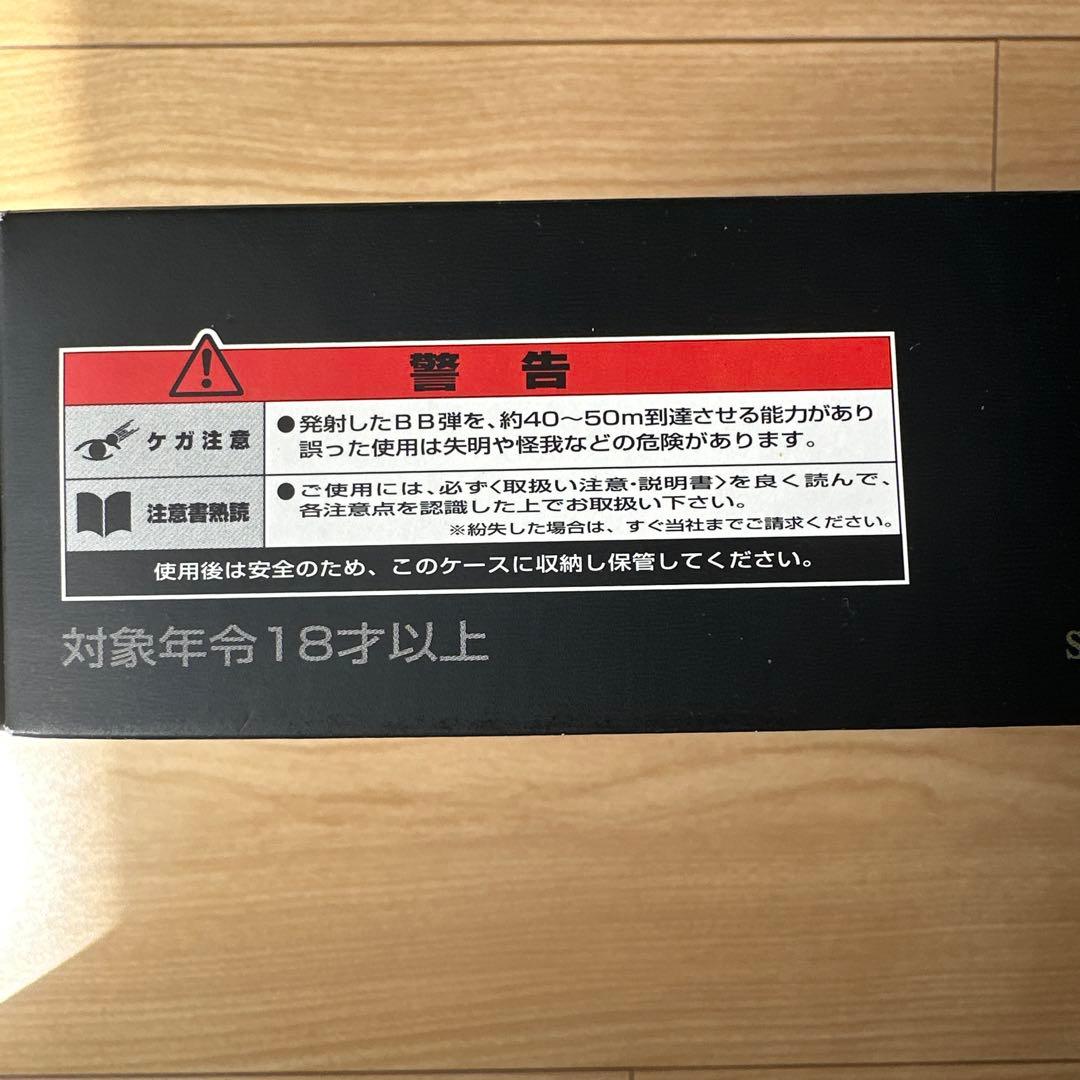 警告
ケガ注意
●発射したBB弾を、約40〜50m到達させる能力があり
誤った使用は失明や怪我などの危険があります。
注意書熟読
●ご使用には、必ず〈取扱い注意・説明書〉を良く読んで、
各注意点を認識した上でお取扱い下さい。
※紛失した場合は、すぐ当社までご請求ください。
使用後は安全のため、このケースに収納し保管してください。
対象年令18才以上
S